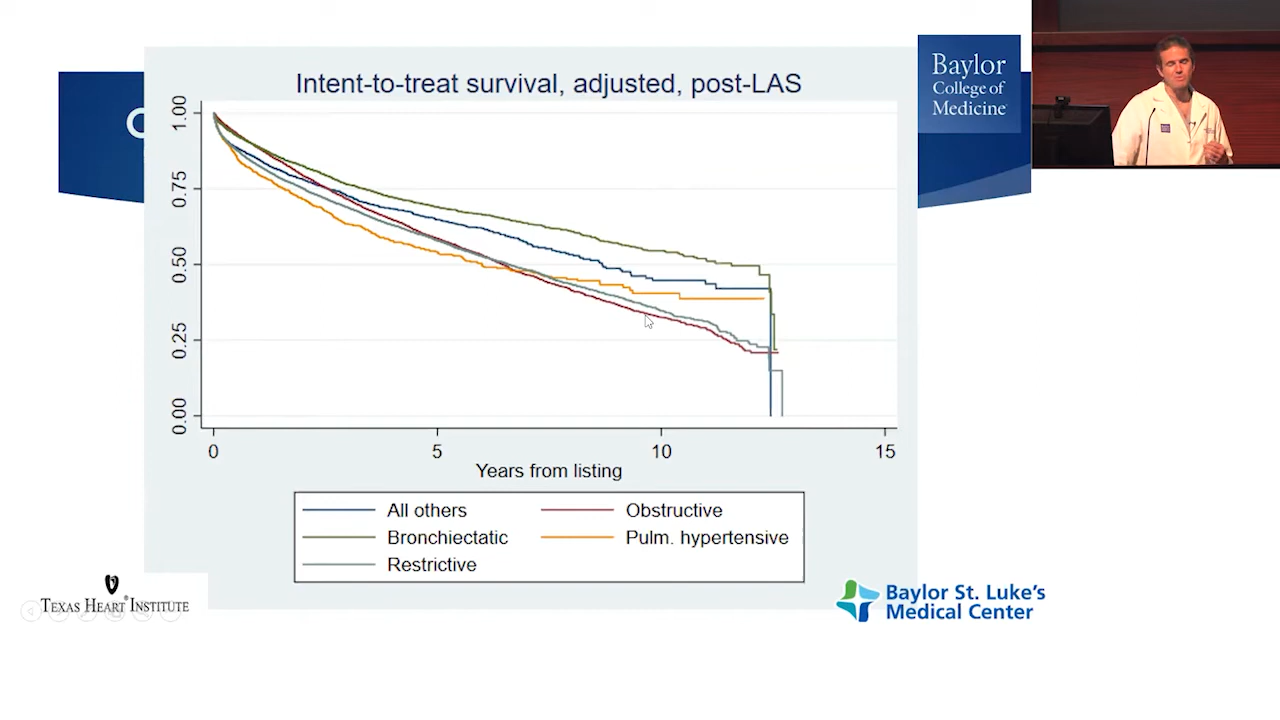 Intent-to-treat survival, adjusted, post-LAS
1.00
0.75
0.50
0.25
0.00
0
5
10
15
Years from listing
All others
Obstructive
Bronchiectatic
Pulm. hypertensive
Restrictive
Baylor
College of
Medicine
TEXAS HEART® INSTITUTE
Baylor St. Luke's
Medical Center